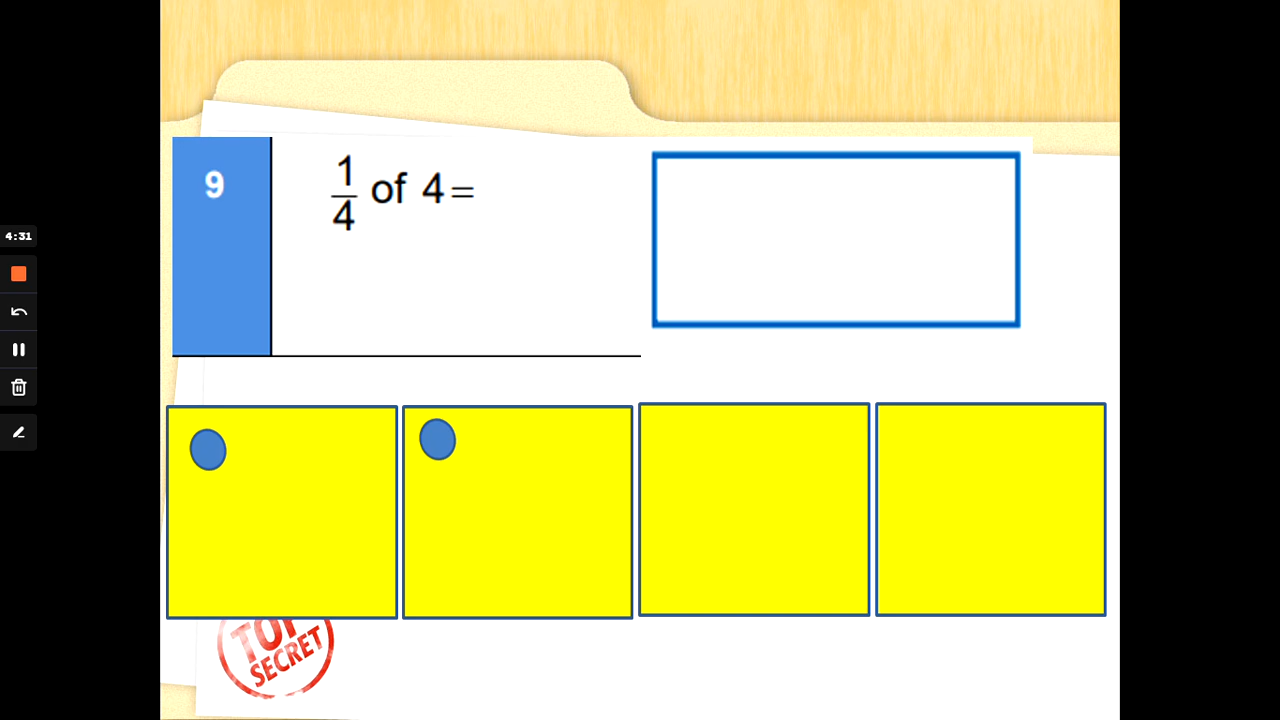 9
1/4 of 4=
4:31
TOP
SECRET